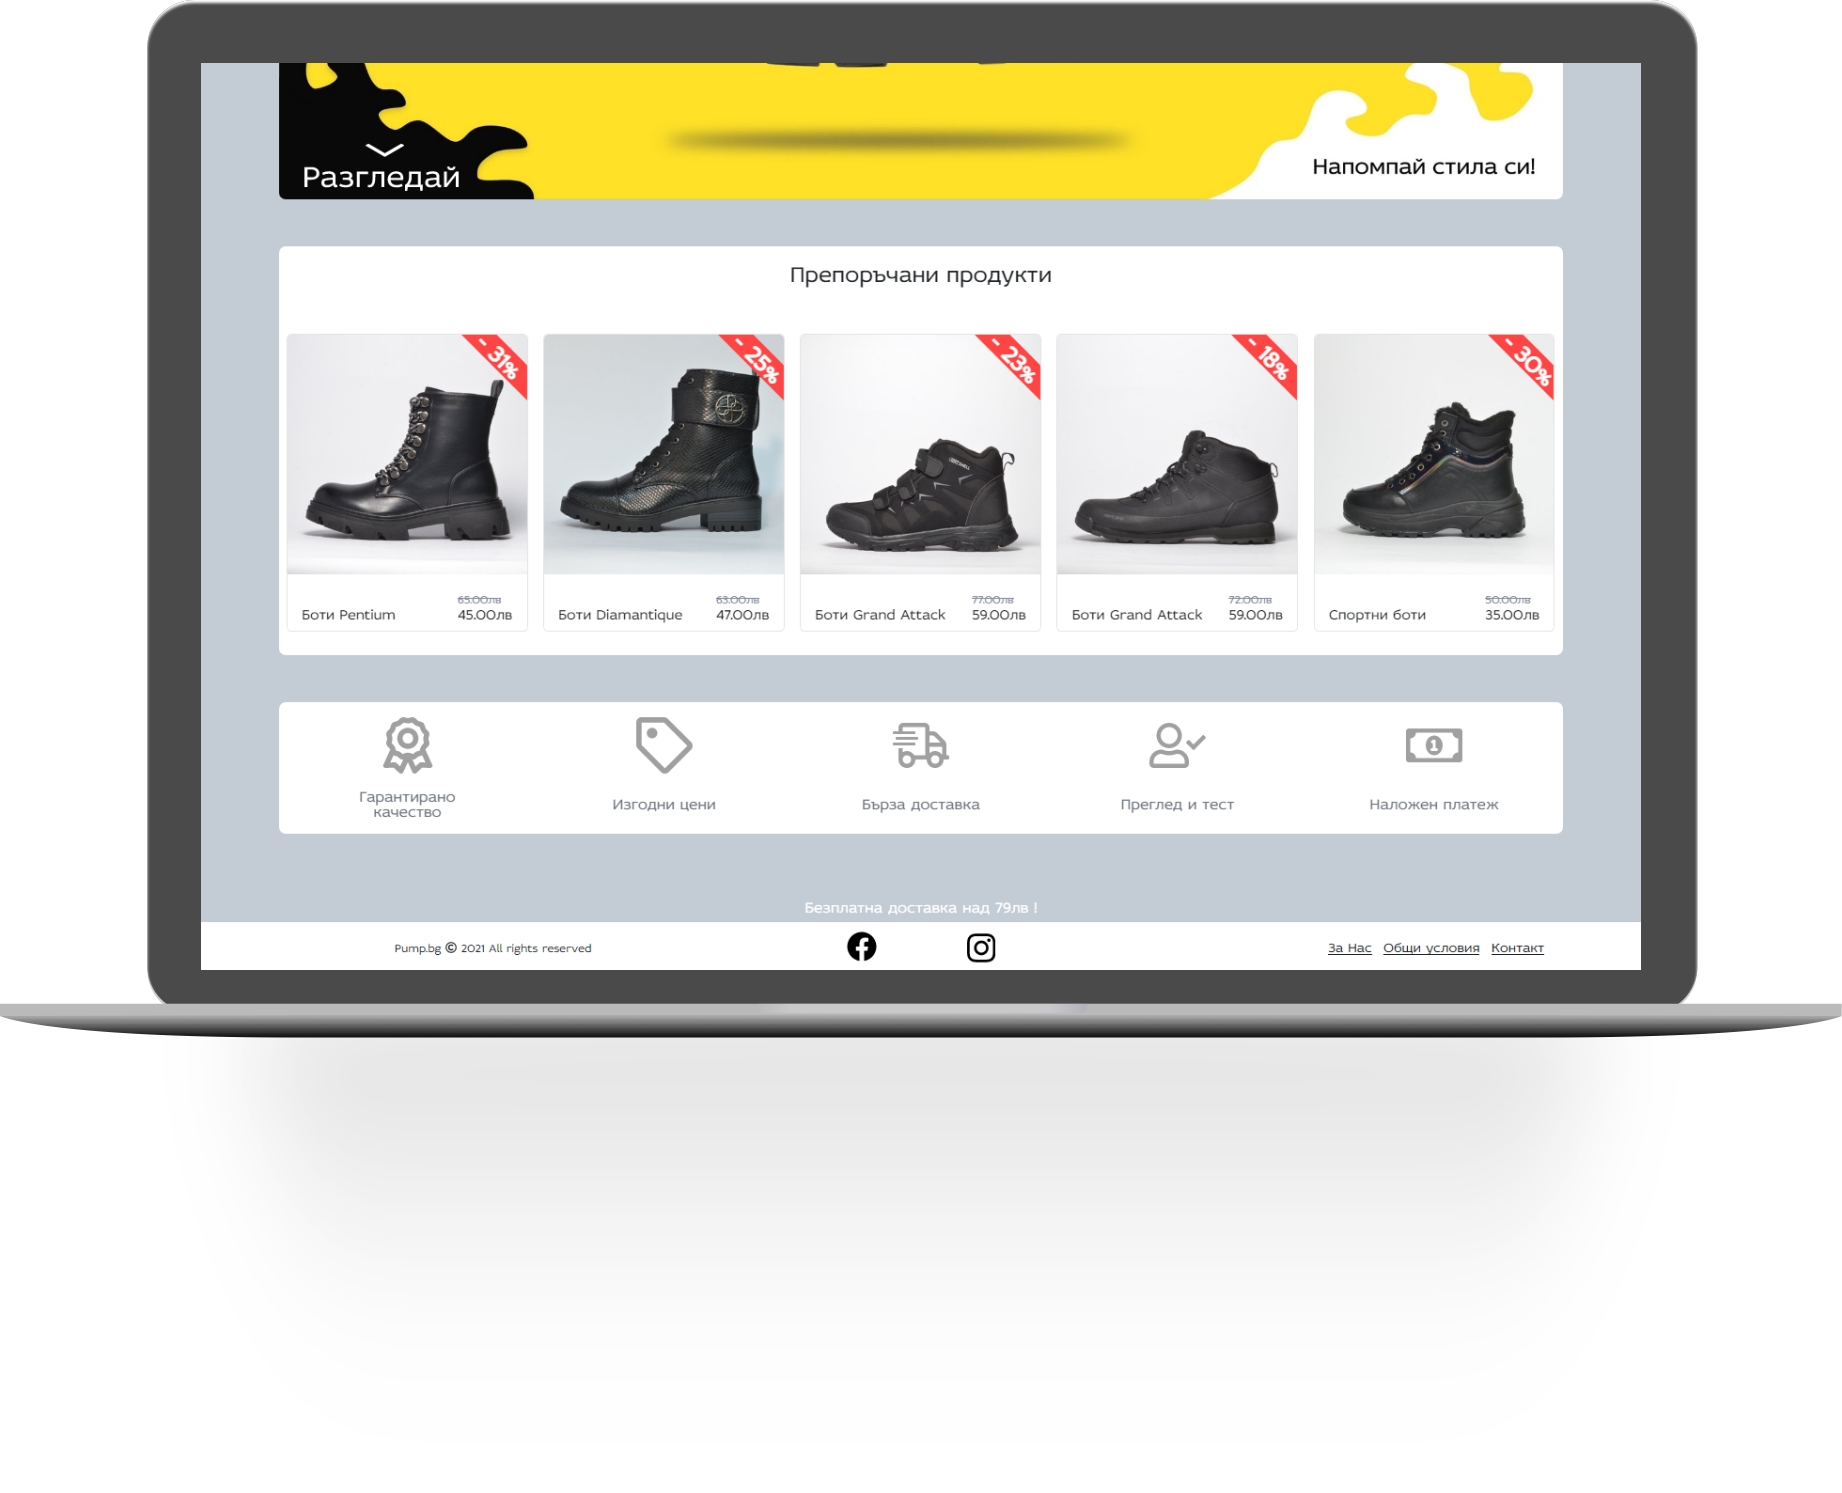 Разгледай
Напомпай стила си!
Препоръчани продукти
- 31%
- 25%
- 23%
- 18%
- 30%
65.00лв
Боти Pentium 45.00лв
63.00лв
Боти Diamantique 47.00лв
77.00лв
Боти Grand Attack 59.00лв
72.00лв
Боти Grand Attack 59.00лв
50.00лв
Спортни боти 35.00лв
Гарантирано
качество
Изгодни цени
Бърза доставка
Преглед и тест
1
Наложен платеж
Безплатна доставка над 79лв !
Pump.bg © 2021 All rights reserved
За Нас Общи условия Контакт